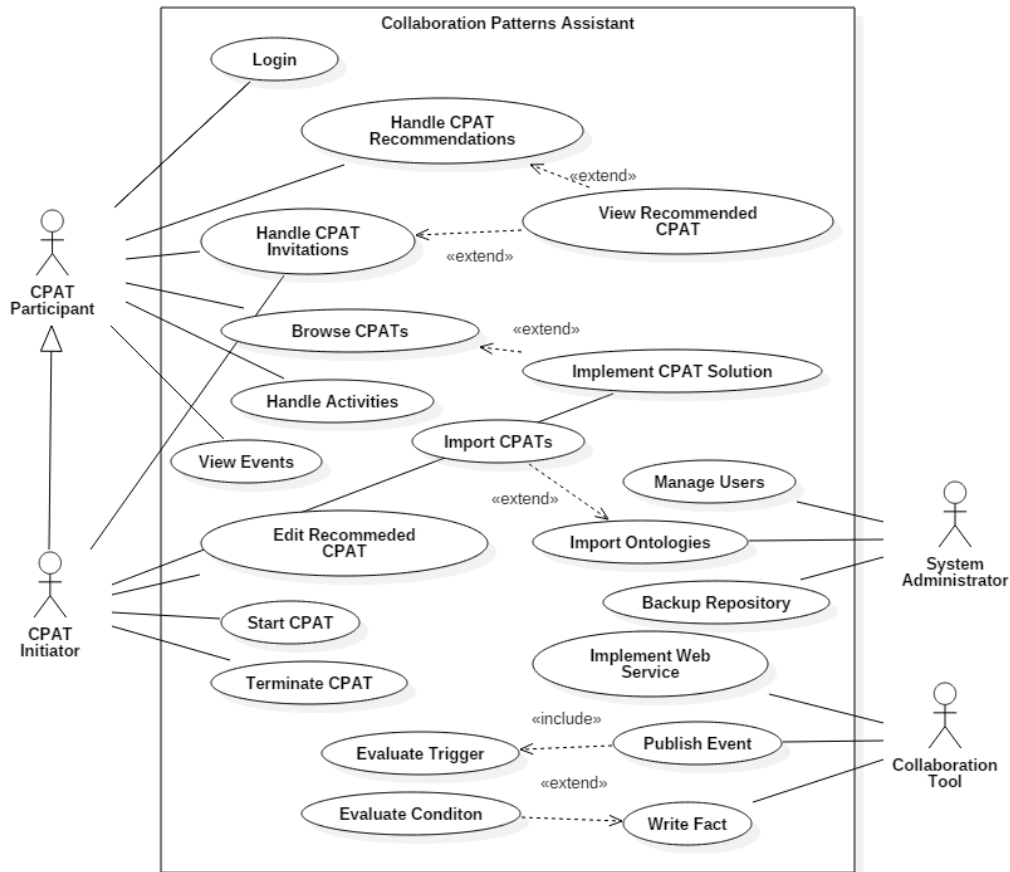 Collaboration Patterns Assistant
Login
Handle CPAT
Recommendations
«extend»
View Recommended
CPAT
Handle CPAT
Invitations
«extend»
CPAT
Participant
Browse CPATs
«extend»
Implement CPAT Solution
Handle Activities
Import CPATs
View Events
«extend»
Manage Users
Edit Recommeded
CPAT
Import Ontologies
System
Administrator
Backup Repository
CPAT
Initiator
Start CPAT
Implement Web
Service
Terminate CPAT
«include»
Evaluate Trigger
Publish Event
Collaboration
Tool
«extend»
Evaluate Conditon
Write Fact